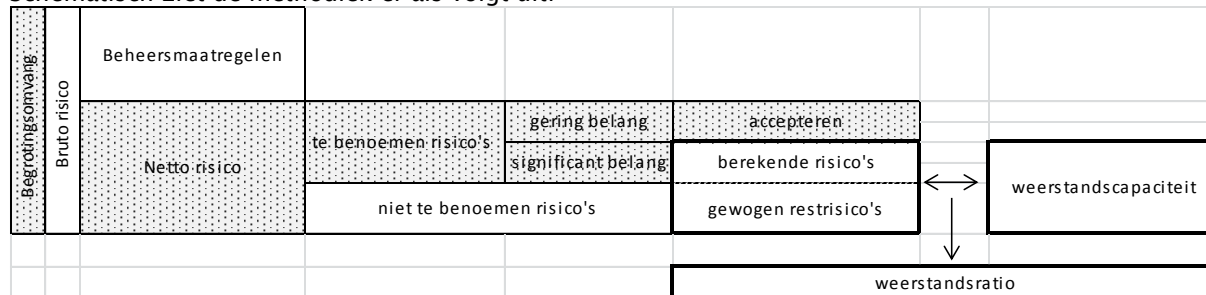 Schematisch ziet de methodiek er als volgt uit:
Begrotingsomvang
Bruto risico
Beheersmaatregelen
Netto risico
te benoemen risico's
gering belang
accepteren
significant belang
berekende risico's
niet te benoemen risico's
gewogen restrisico's
weerstandscapaciteit
weerstandsratio